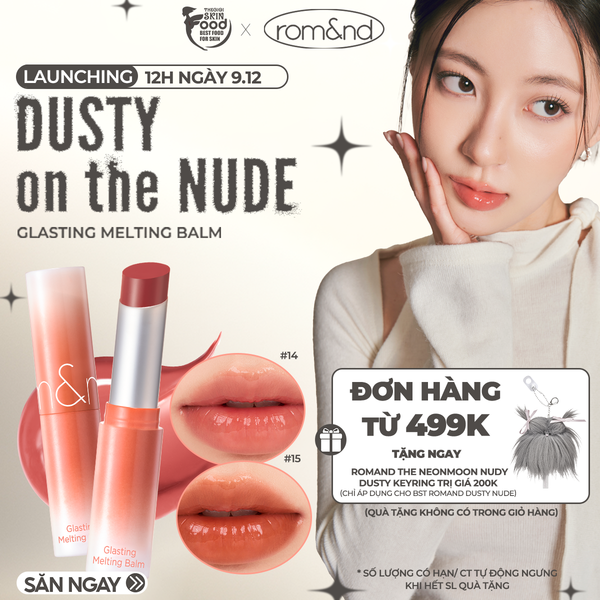 THROUGH
SKIN
Food
BEST FOOD
FOR SKIN
X
rom&nd
LAUNCHING 12H NGÀY 9.12
DUSTY
on the NUDE
GLASTING MELTING BALM
#14
#15
m&n
Glasting
Melting Balm
Glasting
Melting Balm
SĂN NGAY
ĐƠN HÀNG
TỪ 499K
TẶNG NGAY
ROMAND THE NEONMOON NUDY
DUSTY KEYRING TRỊ GIÁ 200K
(CHỈ ÁP DỤNG CHO BST ROMAND DUSTY NUDE)
(QUÀ TẶNG KHÔNG CÓ TRONG GIỎ HÀNG)
* SỐ LƯỢNG CÓ HẠN/ CT TỰ ĐỘNG NGƯNG
KHI HẾT SL QUÀ TẶNG